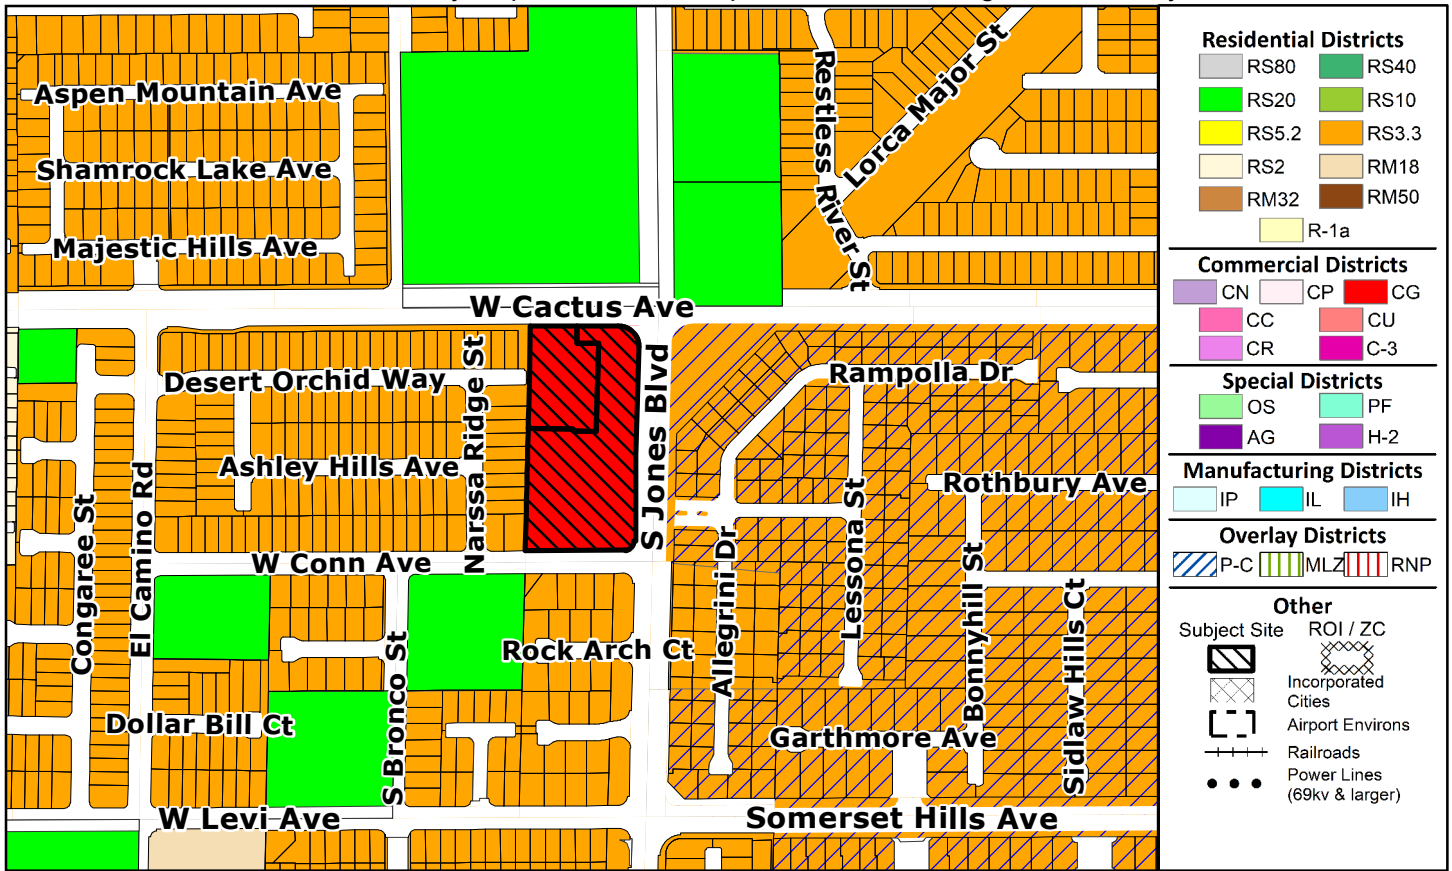 Aspen Mountain Ave
Shamrock Lake Ave
Majestic Hills Ave
Restless River St
Lorca Major St
W Cactus Ave
Desert Orchid Way
Narssa Ridge St
S Jones Blvd
Rampolla Dr
Ashley Hills Ave
Rothbury Ave
Congaree St
El Camino Rd
W Conn Ave
Allegrini Dr
Lessona St
Bonnyhill St
Sidlaw Hills Ct
S Bronco St
Rock Arch Ct
Dollar Bill Ct
Garthmore Ave
W Levi Ave
Somerset Hills Ave
Residential Districts
RS80 RS40
RS20 RS10
RS5.2 RS3.3
RS2 RM18
RM32 RM50
R-1a
Commercial Districts
CN CP CG
CC CU
CR C-3
Special Districts
OS PF
AG H-2
Manufacturing Districts
IP IL IH
Overlay Districts
P-C MLZ RNP
Other
Subject Site ROI / ZC
Incorporated
Cities
Airport Environs
Railroads
Power Lines
(69kv & larger)